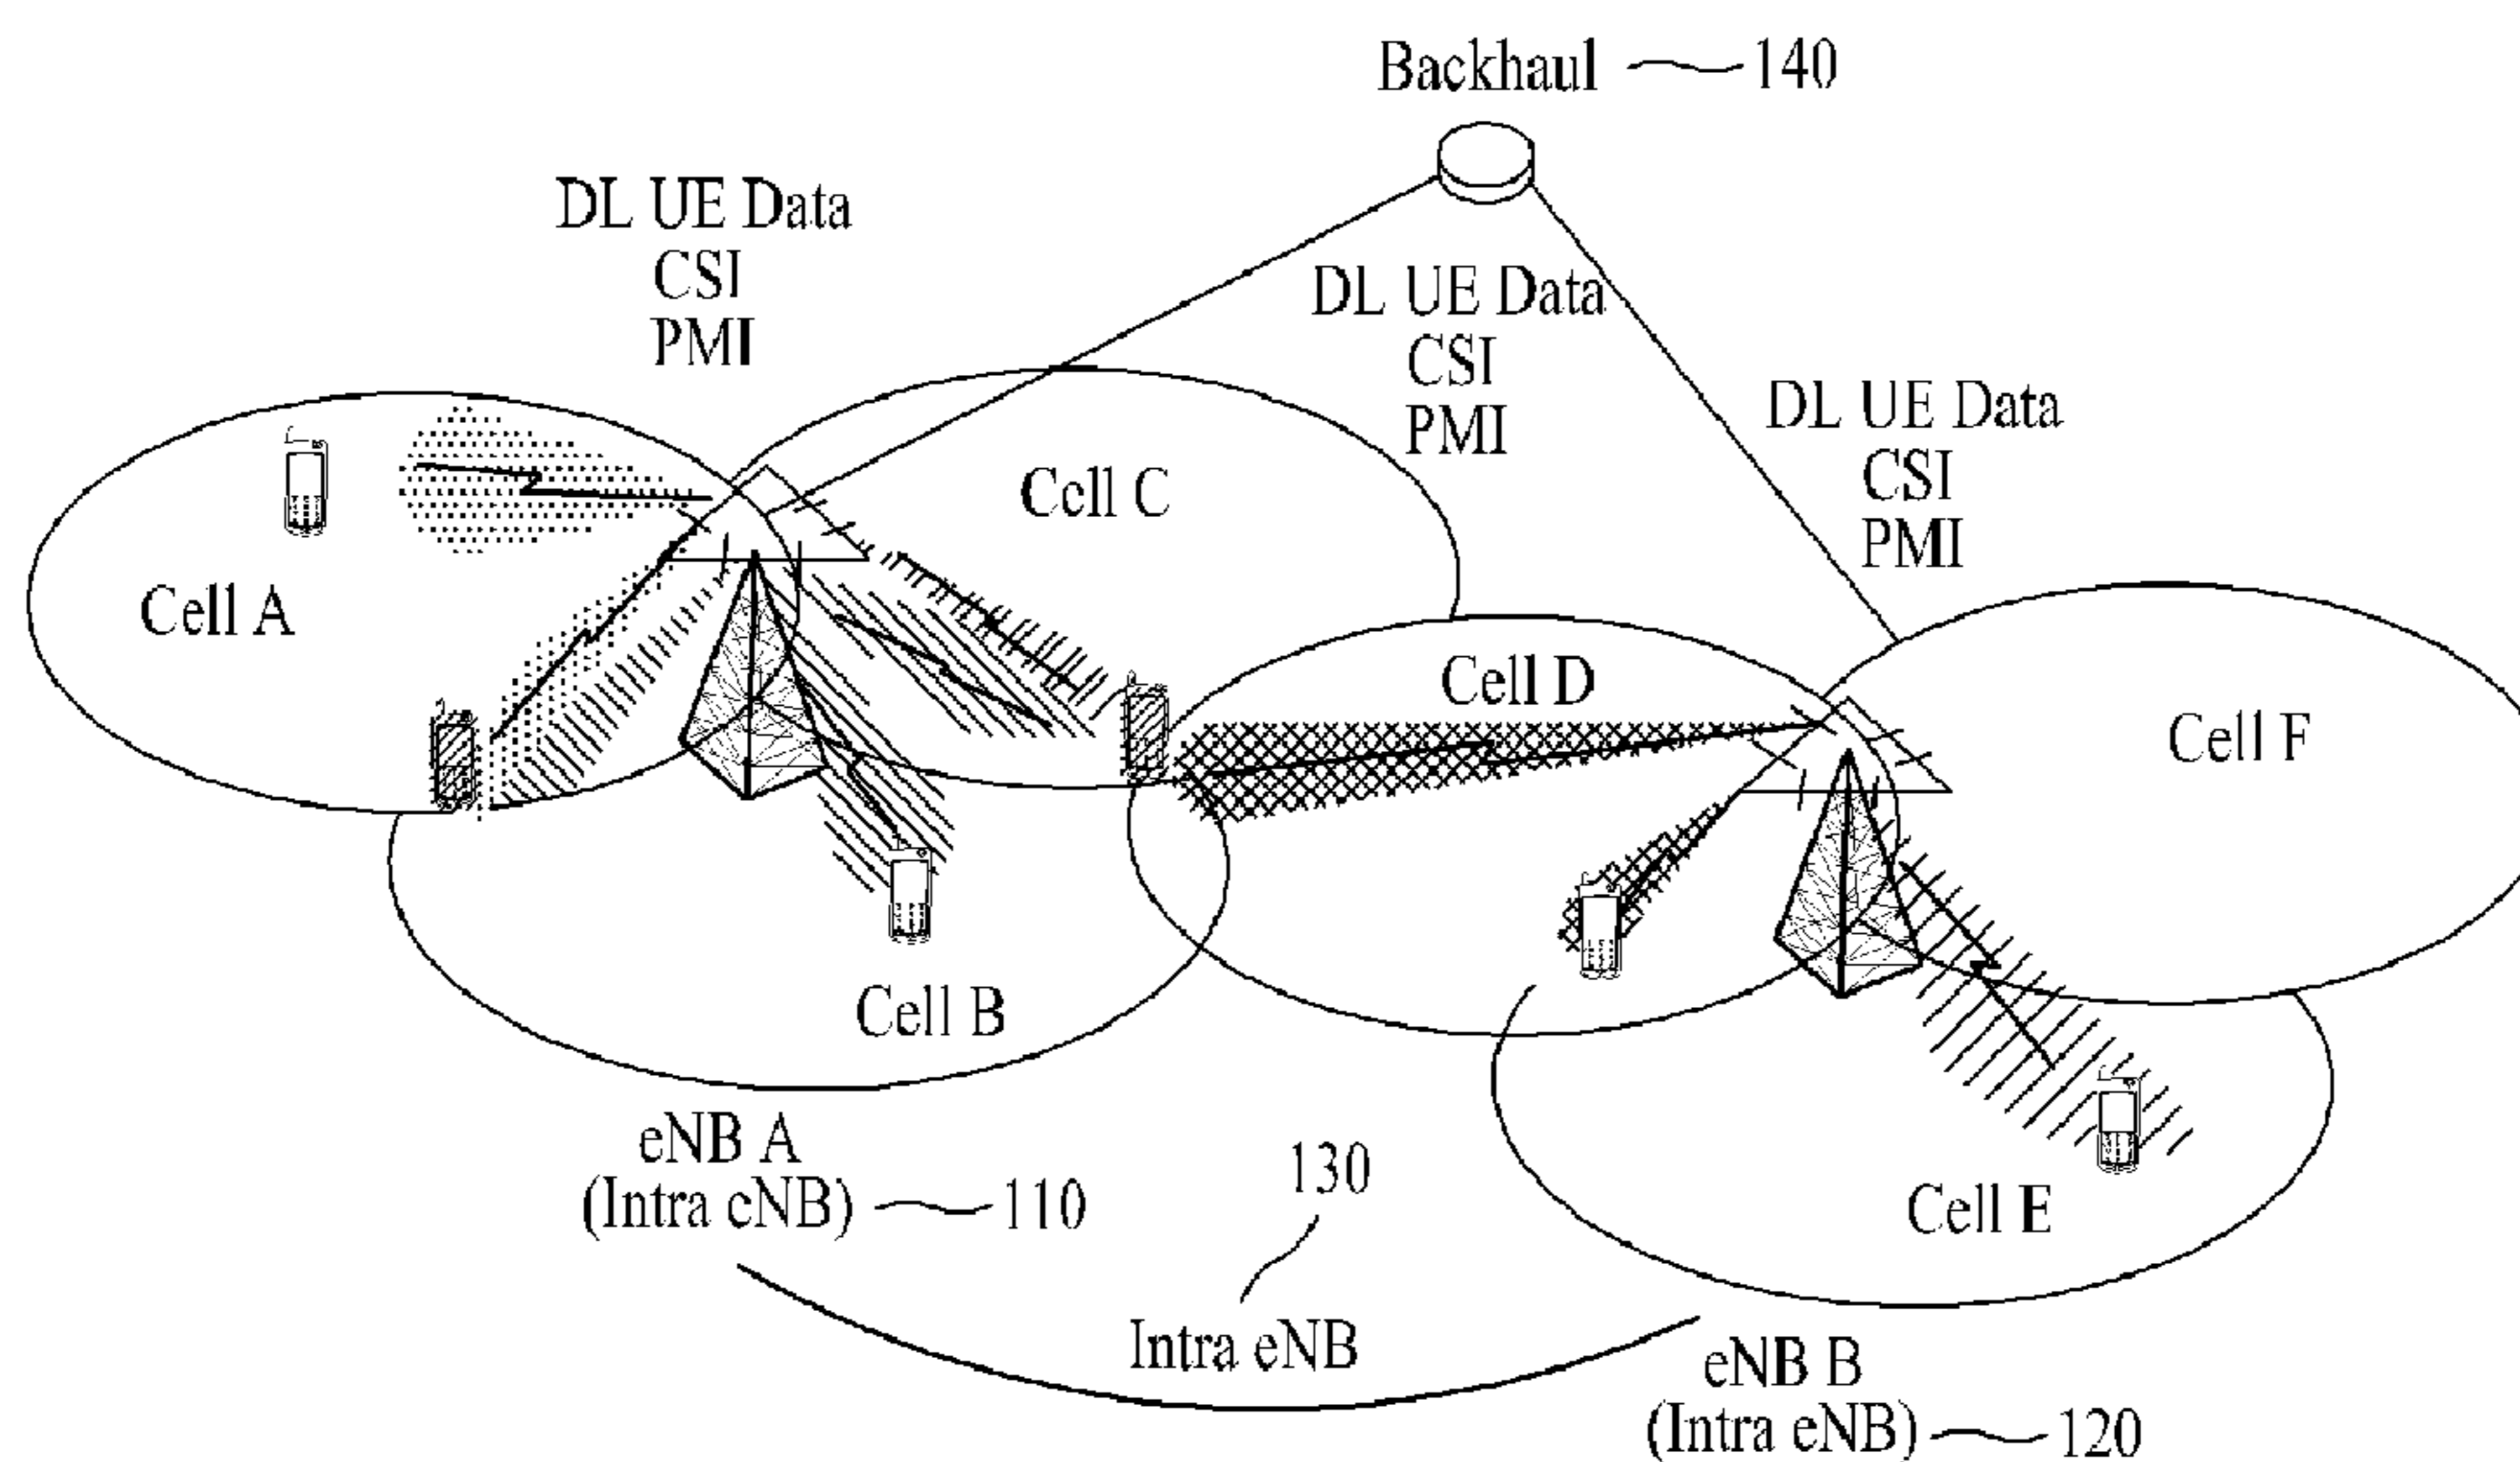 Backhaul 140
DL UE Data
CSI
PMI
DL UE Data
CSI
PMI
DL UE Data
CSI
PMI
Cell A
Cell C
Cell D
Cell F
Cell B
Cell E
eNB A
(Intra eNB) 110
130
Intra eNB
eNB B
(Intra eNB) 120